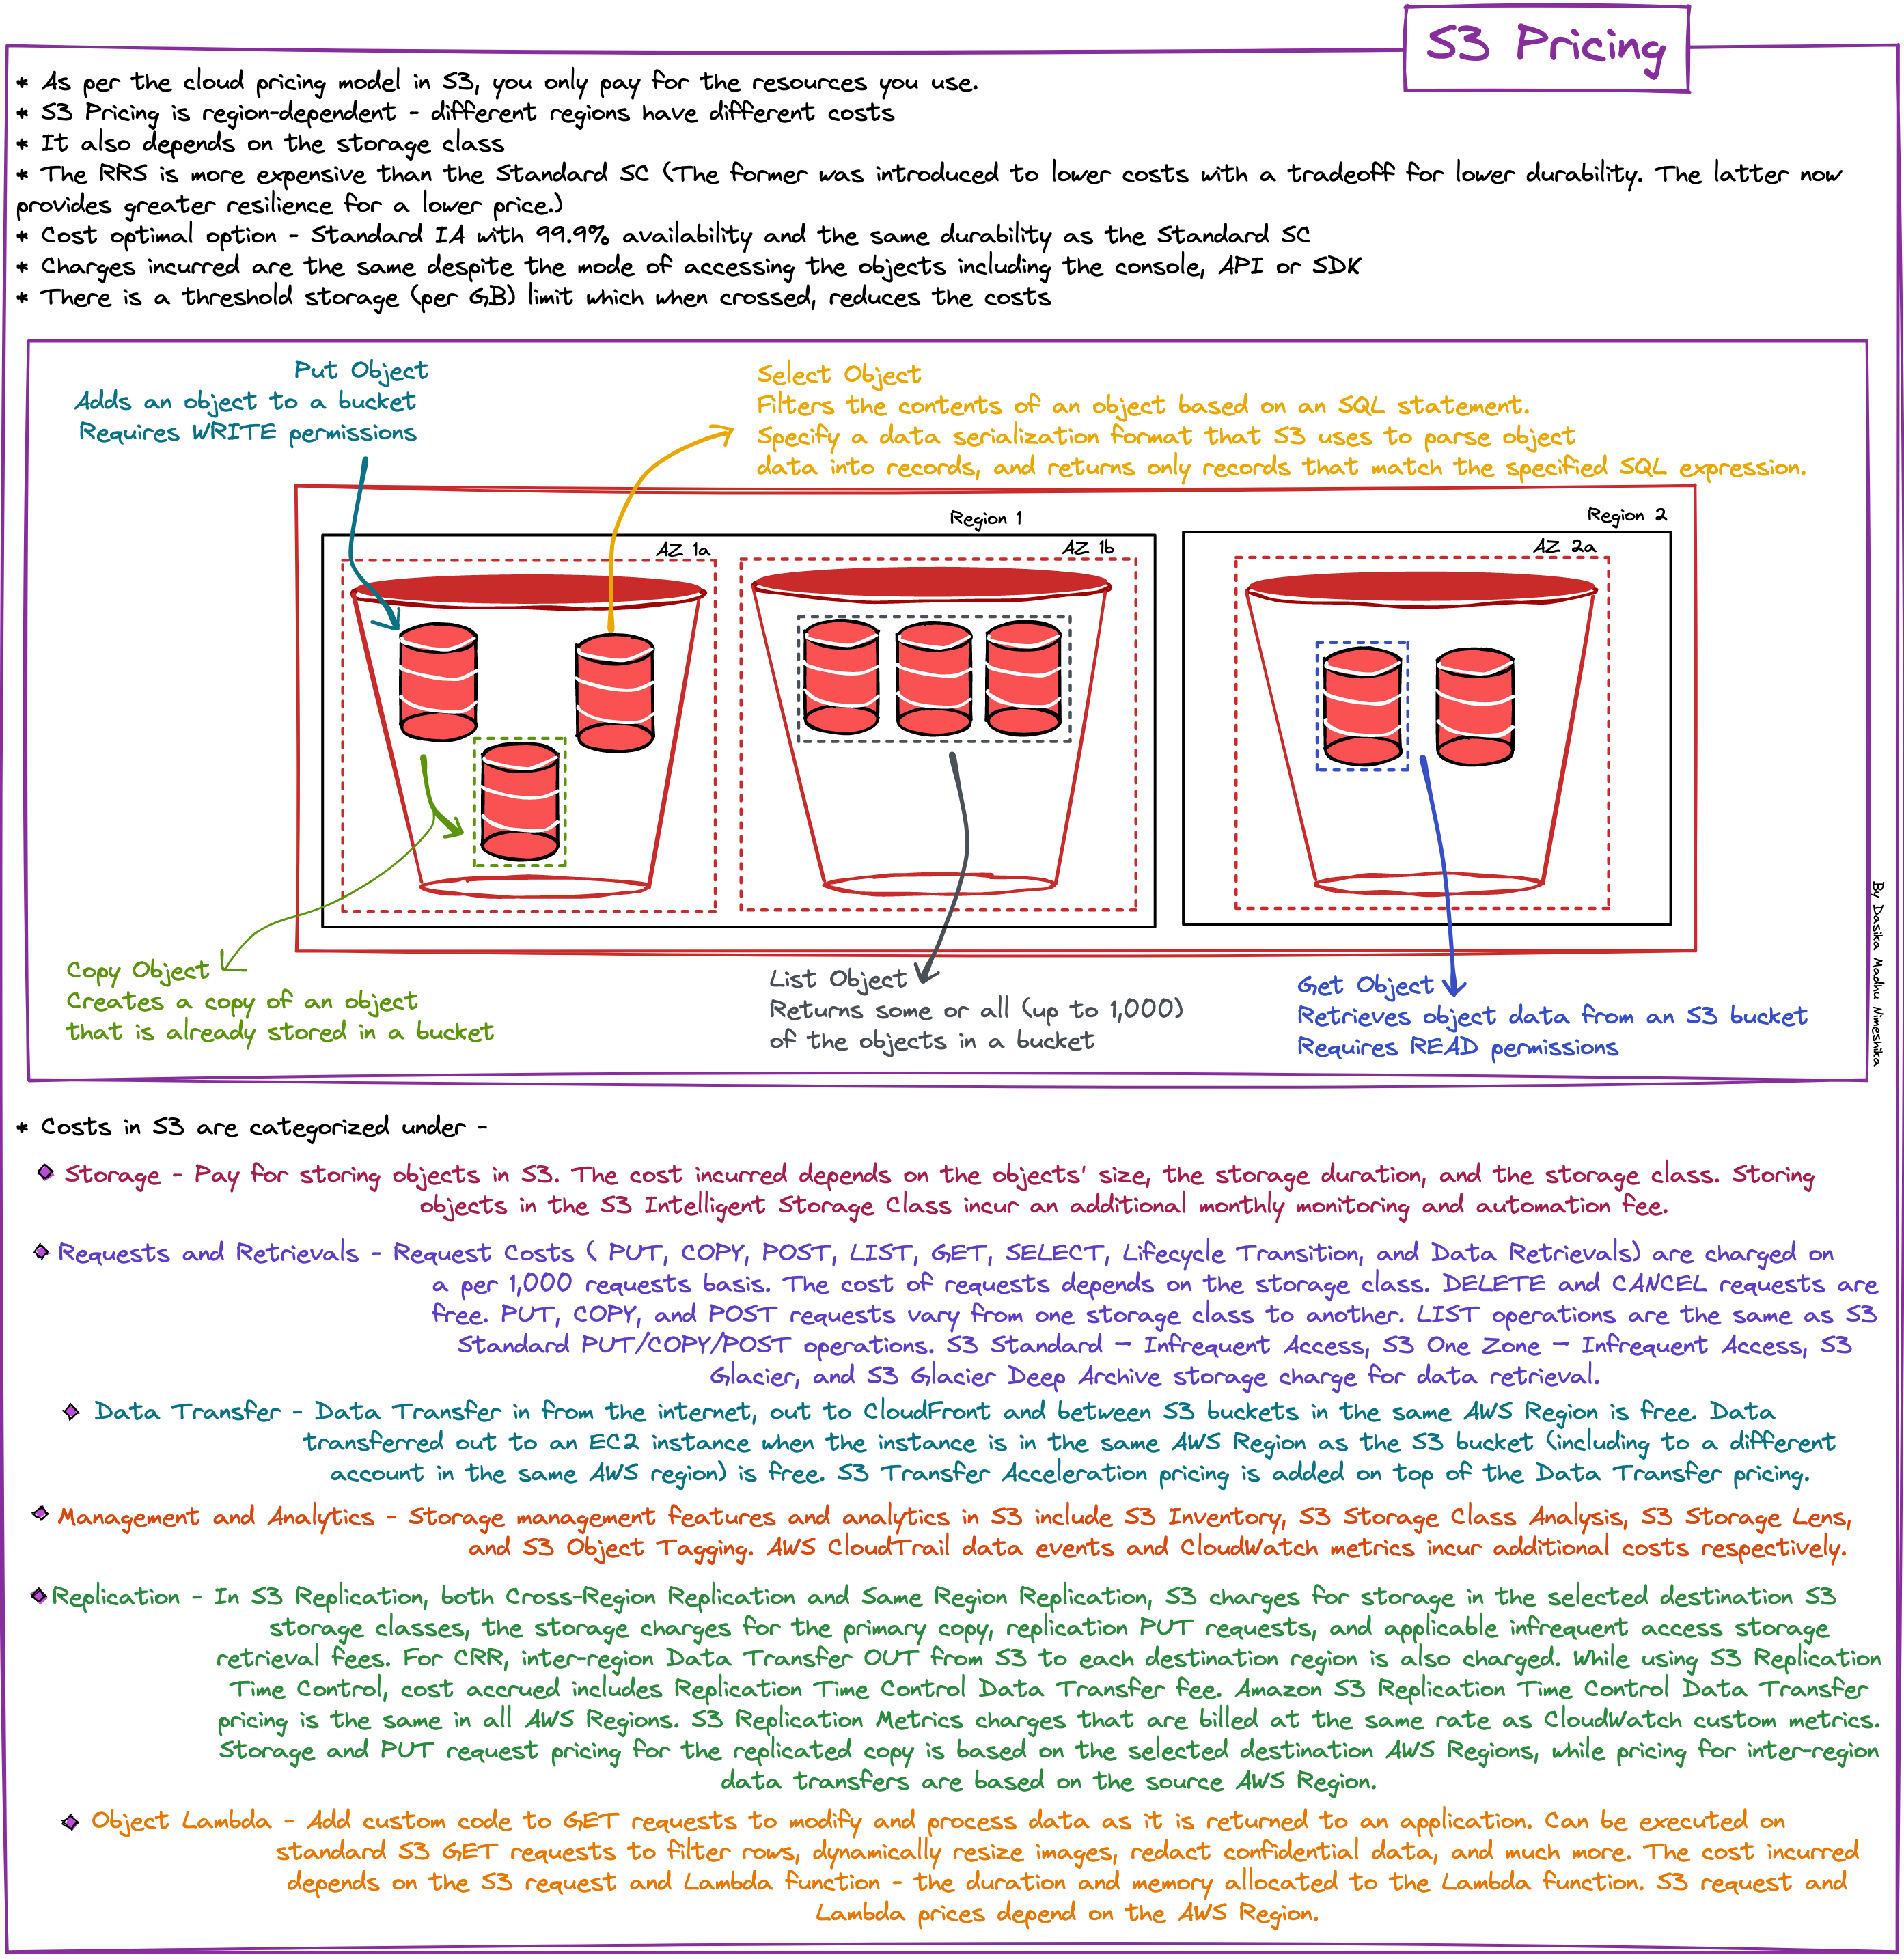 S3 Pricing
* As per the cloud pricing model in S3, you only pay for the resources you use.
* S3 Pricing is region-dependent - different regions have different costs
* It also depends on the storage class
* The RRS is more expensive than the Standard SC (The former was introduced to lower costs with a tradeoff for lower durability. The latter now
provides greater resilience for a lower price.)
* Cost optimal option - Standard IA with 99.9% availability and the same durability as the Standard SC
* Charges incurred are the same despite the mode of accessing the objects including the console, API or SDK
* There is a threshold storage (per GB) limit which when crossed, reduces the costs
Put Object
Adds an object to a bucket
Requires WRITE permissions
Select Object
Filters the contents of an object based on an SQL statement.
Specify a data serialization format that S3 uses to parse object
data into records, and returns only records that match the specified SQL expression.
Region 1
Region 2
AZ 1a
AZ 1b
AZ 2a
Copy Object
Creates a copy of an object
that is already stored in a bucket
List Object
Returns some or all (up to 1,000)
of the objects in a bucket
Get Object
Retrieves object data from an S3 bucket
Requires READ permissions
By Dasika Madhu Nimeshika
* Costs in S3 are categorized under -
Storage - Pay for storing objects in S3. The cost incurred depends on the objects' size, the storage duration, and the storage class. Storing
objects in the S3 Intelligent Storage Class incur an additional monthly monitoring and automation fee.
Requests and Retrievals - Request Costs ( PUT, COPY, POST, LIST, GET, SELECT, Lifecycle Transition, and Data Retrievals) are charged on
a per 1,000 requests basis. The cost of requests depends on the storage class. DELETE and CANCEL requests are
free. PUT, COPY, and POST requests vary from one storage class to another. LIST operations are the same as S3
Standard PUT/COPY/POST operations. S3 Standard – Infrequent Access, S3 One Zone – Infrequent Access, S3
Glacier, and S3 Glacier Deep Archive storage charge for data retrieval.
Data Transfer - Data Transfer in from the internet, out to CloudFront and between S3 buckets in the same AWS Region is free. Data
transferred out to an EC2 instance when the instance is in the same AWS Region as the S3 bucket (including to a different
account in the same AWS region) is free. S3 Transfer Acceleration pricing is added on top of the Data Transfer pricing.
Management and Analytics - Storage management features and analytics in S3 include S3 Inventory, S3 Storage Class Analysis, S3 Storage Lens,
and S3 Object Tagging. AWS CloudTrail data events and CloudWatch metrics incur additional costs respectively.
Replication - In S3 Replication, both Cross-Region Replication and Same Region Replication, S3 charges for storage in the selected destination S3
storage classes, the storage charges for the primary copy, replication PUT requests, and applicable infrequent access storage
retrieval fees. For CRR, inter-region Data Transfer OUT from S3 to each destination region is also charged. While using S3 Replication
Time Control, cost accrued includes Replication Time Control Data Transfer fee. Amazon S3 Replication Time Control Data Transfer
pricing is the same in all AWS Regions. S3 Replication Metrics charges that are billed at the same rate as CloudWatch custom metrics.
Storage and PUT request pricing for the replicated copy is based on the selected destination AWS Regions, while pricing for inter-region
data transfers are based on the source AWS Region.
Object Lambda - Add custom code to GET requests to modify and process data as it is returned to an application. Can be executed on
standard S3 GET requests to filter rows, dynamically resize images, redact confidential data, and much more. The cost incurred
depends on the S3 request and Lambda function - the duration and memory allocated to the Lambda function. S3 request and
Lambda prices depend on the AWS Region.